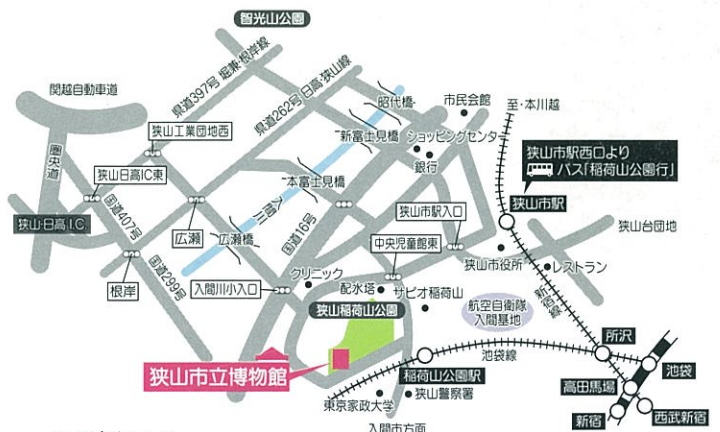 智光山公園
関越自動車道
県道397号 堀兼・根岸線
県道262号 日高・狭山線
昭代橋
市民会館
至・本川越
狭山工業団地西
新富士見橋
ショッピングセンター
銀行
狭山市駅西口より
バス「稲荷山公園行」
圏央道
狭山日高IC東
本富士見橋
狭山市駅入口
狭山市駅
狭山・日高I.C.
国道407号
広瀬
広瀬橋
入間川
国道16号
中央児童館東
狭山台団地
狭山市役所
レストラン
根岸
国道299号
入間川小入口
クリニック
配水塔
サピオ稲荷山
新宿線
狭山稲荷山公園
航空自衛隊
入間基地
所沢
狭山市立博物館
池袋線
池袋
稲荷山公園駅
高田馬場
東京家政大学
狭山警察署
新宿
西武新宿
入間市方面